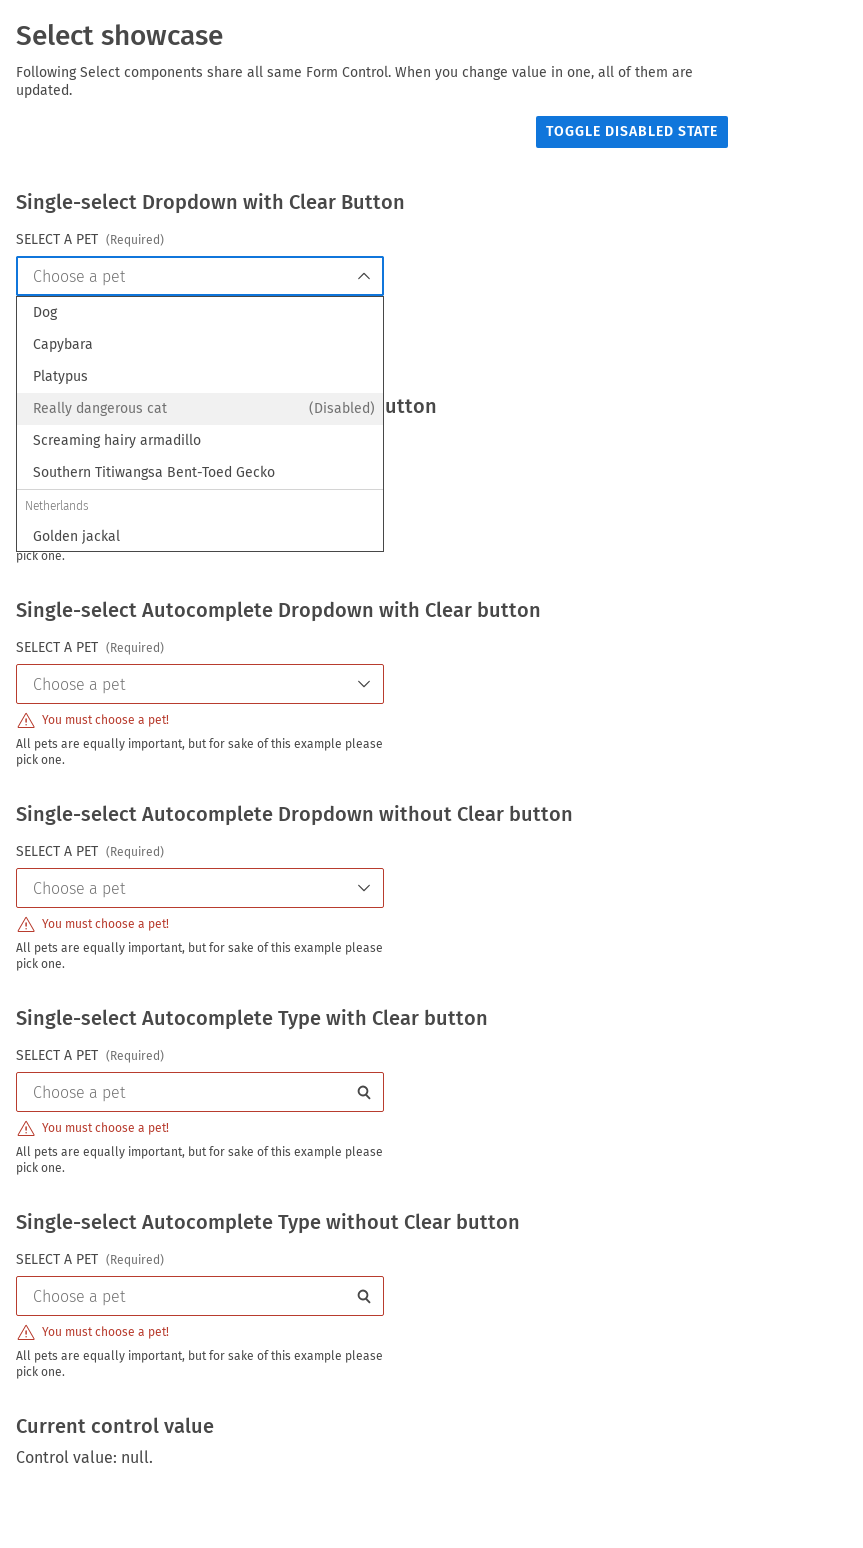 Select showcase
Following Select components share all same Form Control. When you change value in one, all of them are
updated.
TOGGLE DISABLED STATE
Single-select Dropdown with Clear Button
SELECT A PET (Required)
Choose a pet
Dog
Capybara
Platypus
Really dangerous cat (Disabled)
utton
Screaming hairy armadillo
Southern Titiwangsa Bent-Toed Gecko
Netherlands
Golden jackal
pick one.
Single-select Autocomplete Dropdown with Clear button
SELECT A PET (Required)
Choose a pet
You must choose a pet!
All pets are equally important, but for sake of this example please
pick one.
Single-select Autocomplete Dropdown without Clear button
SELECT A PET (Required)
Choose a pet
You must choose a pet!
All pets are equally important, but for sake of this example please
pick one.
Single-select Autocomplete Type with Clear button
SELECT A PET (Required)
Choose a pet
You must choose a pet!
All pets are equally important, but for sake of this example please
pick one.
Single-select Autocomplete Type without Clear button
SELECT A PET (Required)
Choose a pet
You must choose a pet!
All pets are equally important, but for sake of this example please
pick one.
Current control value
Control value: null.